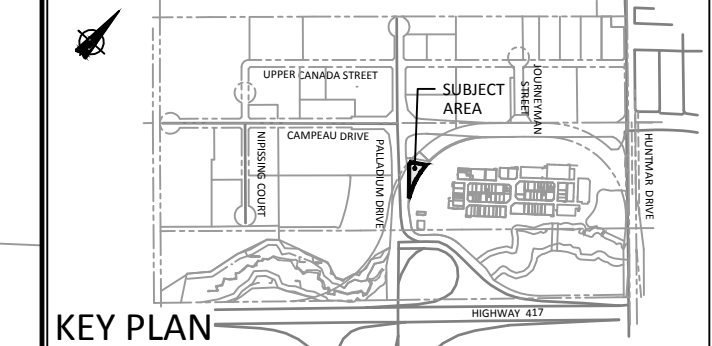 UPPER CANADA STREET
SUBJECT
AREA
JOURNEYMAN
STREET
CAMPEAU DRIVE
NIPISSING COURT
PALLADIUM DRIVE
HUNTMAR DRIVE
HIGHWAY 417
KEY PLAN